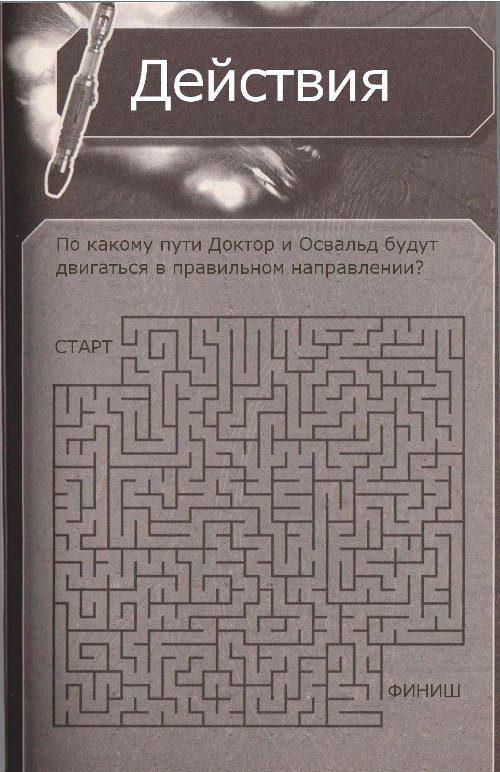 Действия
По какому пути Доктор и Освальд будут
двигаться в правильном направлении?
СТАРТ
ФИНИШ